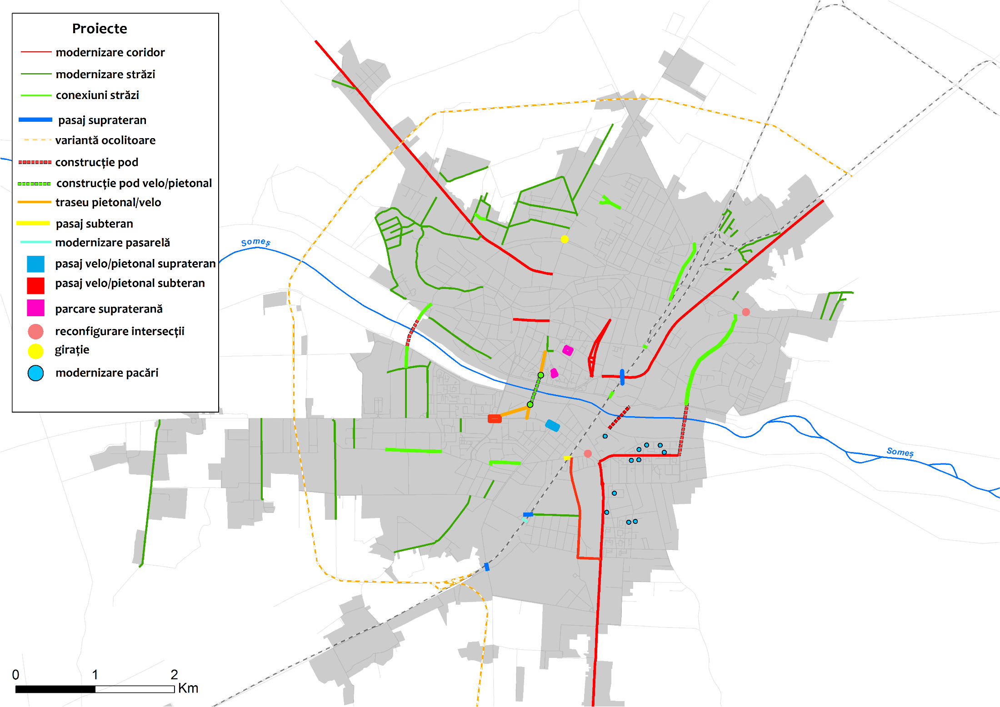 Proiecte
modernizare coridor
modernizare străzi
conexiuni străzi
pasaj suprateran
variantă ocolitoare
construcție pod
construcție pod velo/pietonal
traseu pietonal/velo
pasaj subteran
modernizare pasarelă
pasaj velo/pietonal suprateran
pasaj velo/pietonal subteran
parcare supraterană
reconfigurare intersecții
girație
modernizare pacări
Someș
Someș
0 1 2
Km